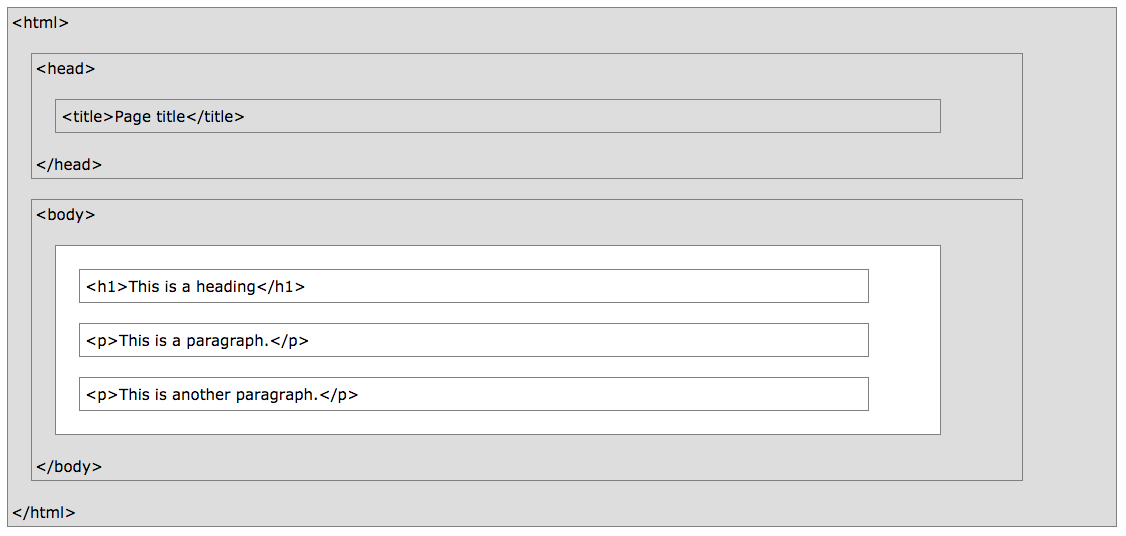 <html>
<head>
<title>Page title</title>
</head>
<body>
<h1>This is a heading</h1>
<p>This is a paragraph.</p>
<p>This is another paragraph.</p>
</body>
</html>